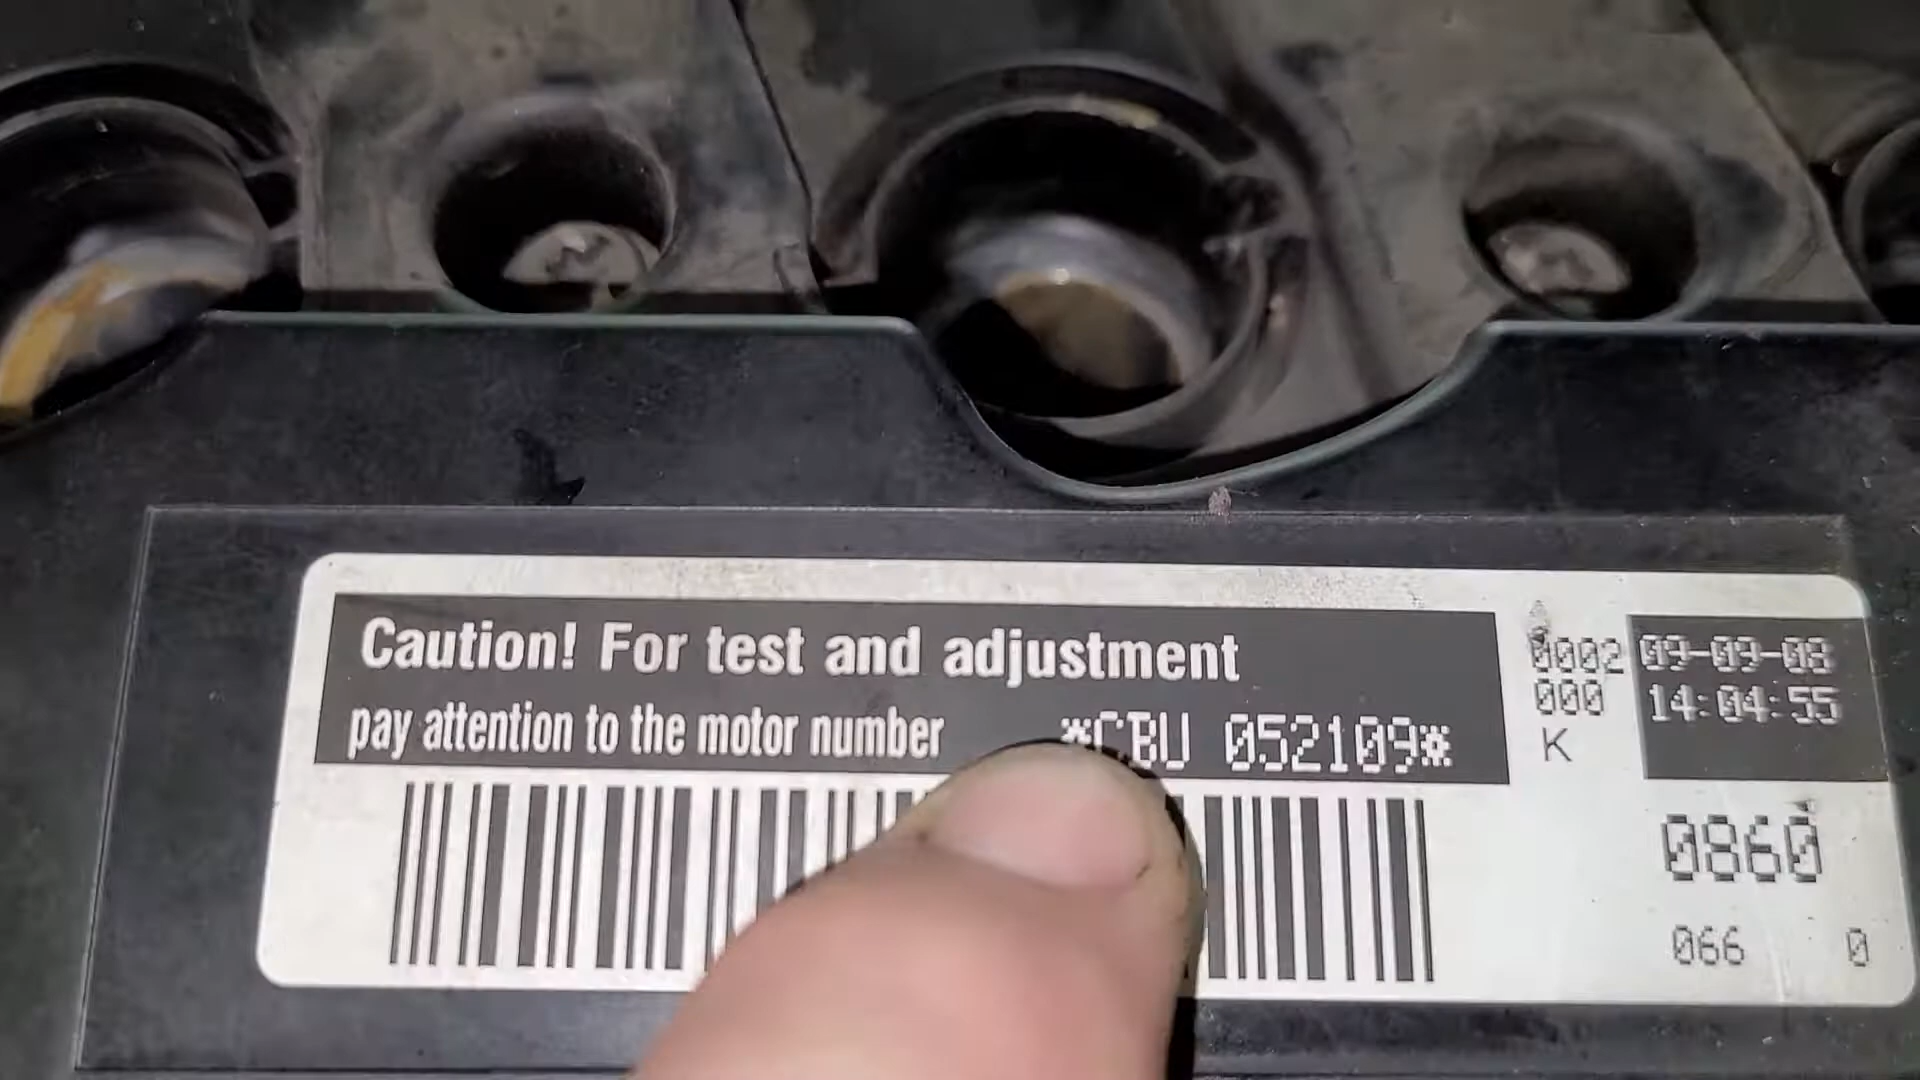 Caution! For test and adjustment
pay attention to the motor number *CBU 052109*
0002
000
K
09-09-08
14:04:55
0860
066 0